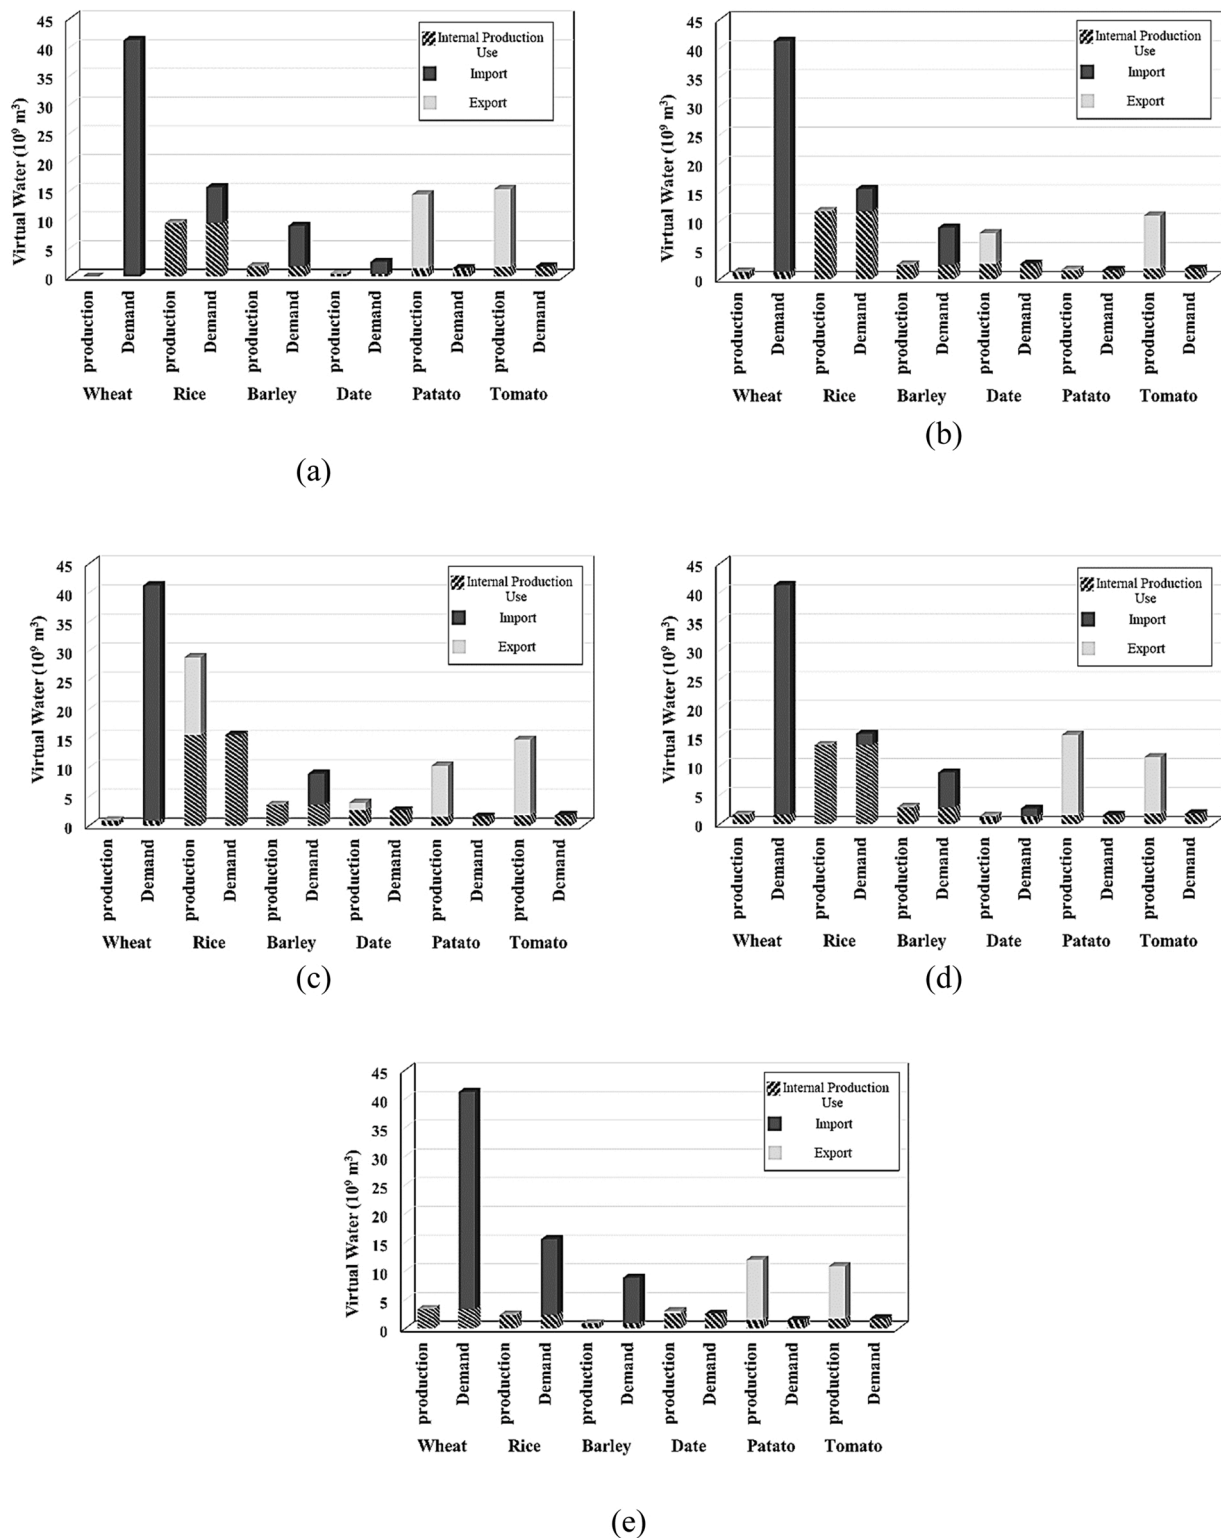 Virtual Water (10⁹ m³)
45
40
35
30
25
20
15
10
5
0
Internal Production
Use
Import
Export
production
Demand
production
Demand
production
Demand
production
Demand
production
Demand
production
Demand
Wheat Rice Barley Date Patato Tomato
(a)
Virtual Water (10⁹ m³)
45
40
35
30
25
20
15
10
5
0
Internal Production
Use
Import
Export
production
Demand
production
Demand
production
Demand
production
Demand
production
Demand
production
Demand
Wheat Rice Barley Date Patato Tomato
(b)
Virtual Water (10⁹ m³)
45
40
35
30
25
20
15
10
5
0
Internal Production
Use
Import
Export
production
Demand
production
Demand
production
Demand
production
Demand
production
Demand
production
Demand
Wheat Rice Barley Date Patato Tomato
(c)
Virtual Water (10⁹ m³)
45
40
35
30
25
20
15
10
5
0
Internal Production
Use
Import
Export
production
Demand
production
Demand
production
Demand
production
Demand
production
Demand
production
Demand
Wheat Rice Barley Date Patato Tomato
(d)
Virtual Water (10⁹ m³)
45
40
35
30
25
20
15
10
5
0
Internal Production
Use
Import
Export
production
Demand
production
Demand
production
Demand
production
Demand
production
Demand
production
Demand
Wheat Rice Barley Date Patato Tomato
(e)